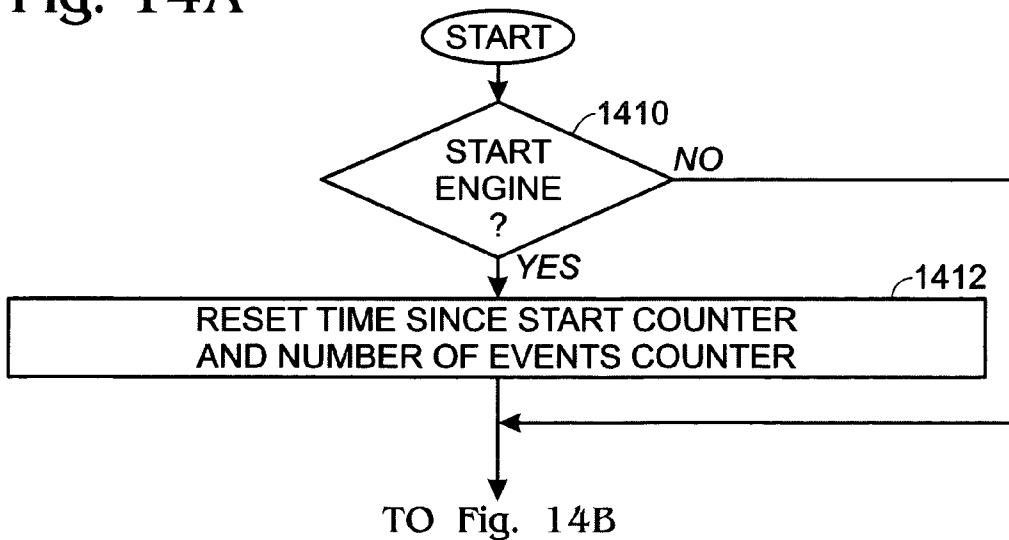 Fig. 14A
START
1410
START
ENGINE
?
NO
YES
1412
RESET TIME SINCE START COUNTER
AND NUMBER OF EVENTS COUNTER
TO Fig. 14B